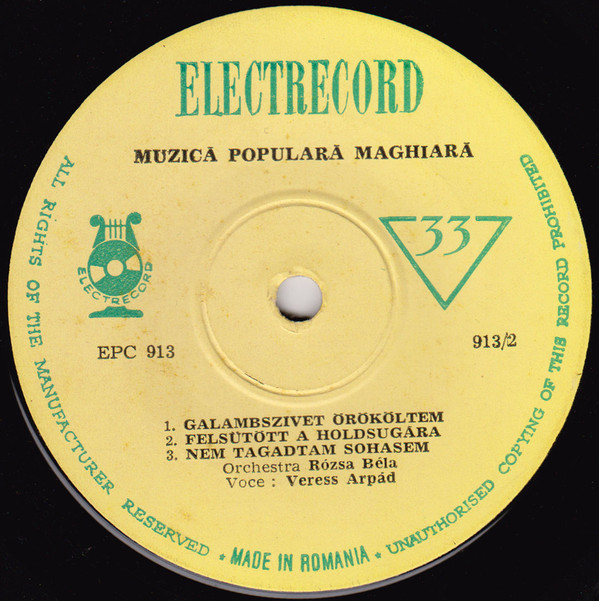 ELECTRECORD
MUZICĂ POPULARĂ MAGHIARĂ
33
ELECTRECORD
EPC 913
913/2
1. GALAMBSZIVET ÖRÖKÖLTEM
2. FELSÜTÖTT A HOLDSUGÁRA
3. NEM TAGADTAM SOHASEM
Orchestra Rózsa Béla
Voce : Veress Arpád
ALL RIGHTS OF THE MANUFACTURER RESERVED * MADE IN ROMANIA * UNAUTHORISED COPYING OF THIS RECORD PROHIBITED